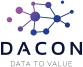 DACON
DATA TO VALUE